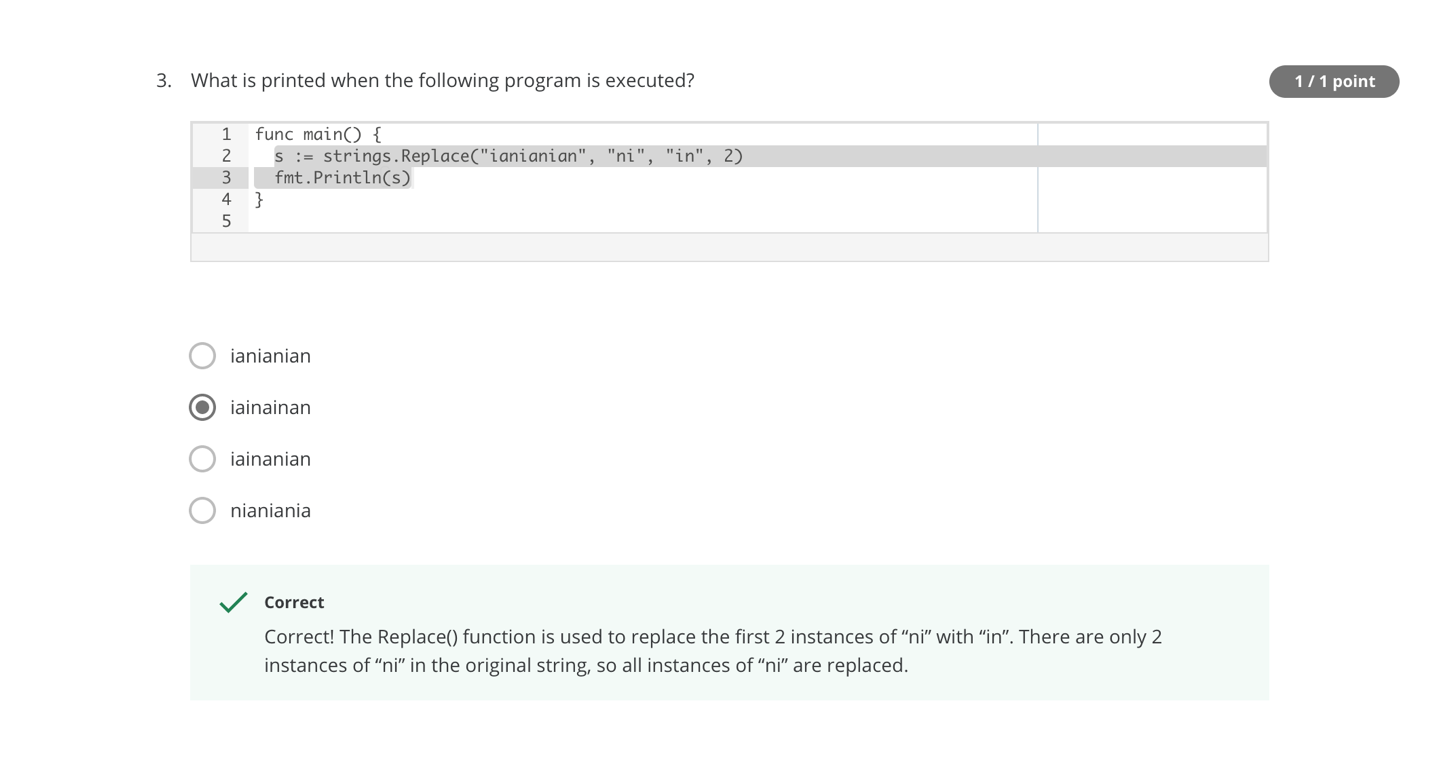 3. What is printed when the following program is executed?
1 / 1 point
1 func main() {
2   s := strings.Replace("ianianian", "ni", "in", 2)
3   fmt.Println(s)
4 }
5
ianianian
iainainan
iainanian
nianiania
Correct
Correct! The Replace() function is used to replace the first 2 instances of “ni” with “in”. There are only 2
instances of “ni” in the original string, so all instances of “ni” are replaced.